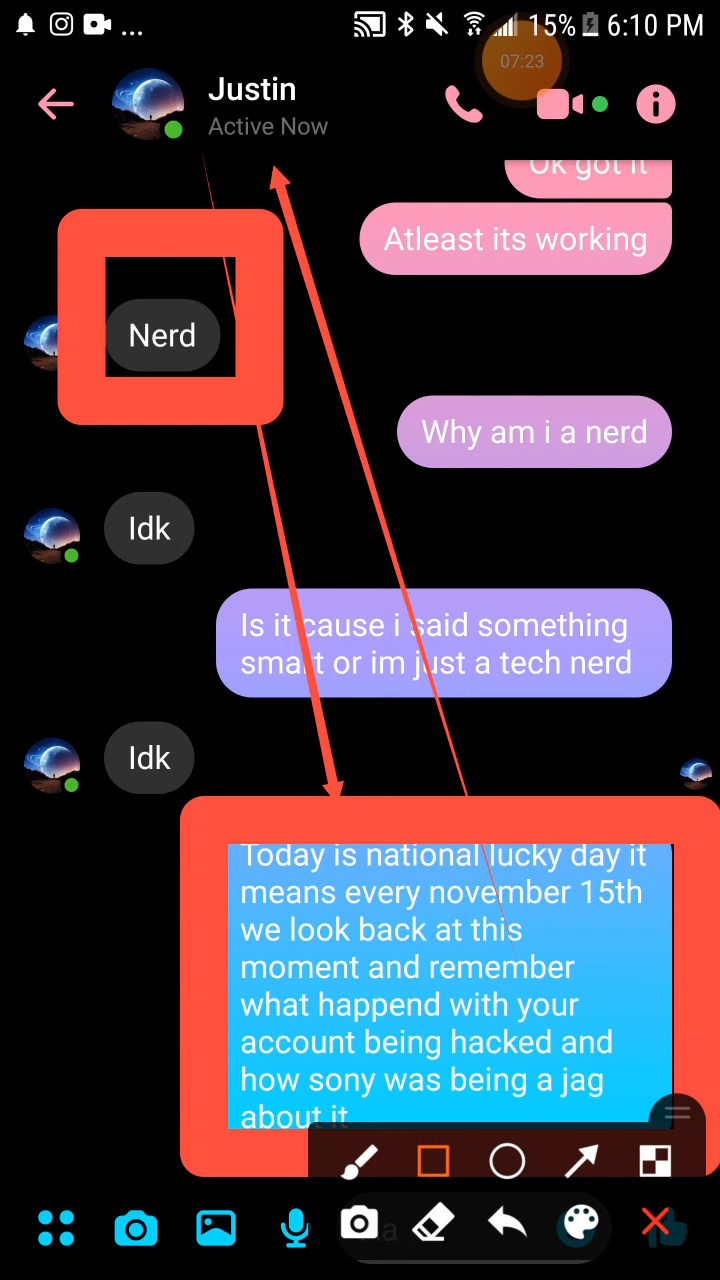 ... 15% 6:10 PM
07:23
Justin
Active Now
Ok got it
Atleast its working
Nerd
Why am i a nerd
Idk
Is it cause i said something
smart or im just a tech nerd
Idk
Today is national lucky day it
means every november 15th
we look back at this
moment and remember
what happend with your
account being hacked and
how sony was being a jag
about it